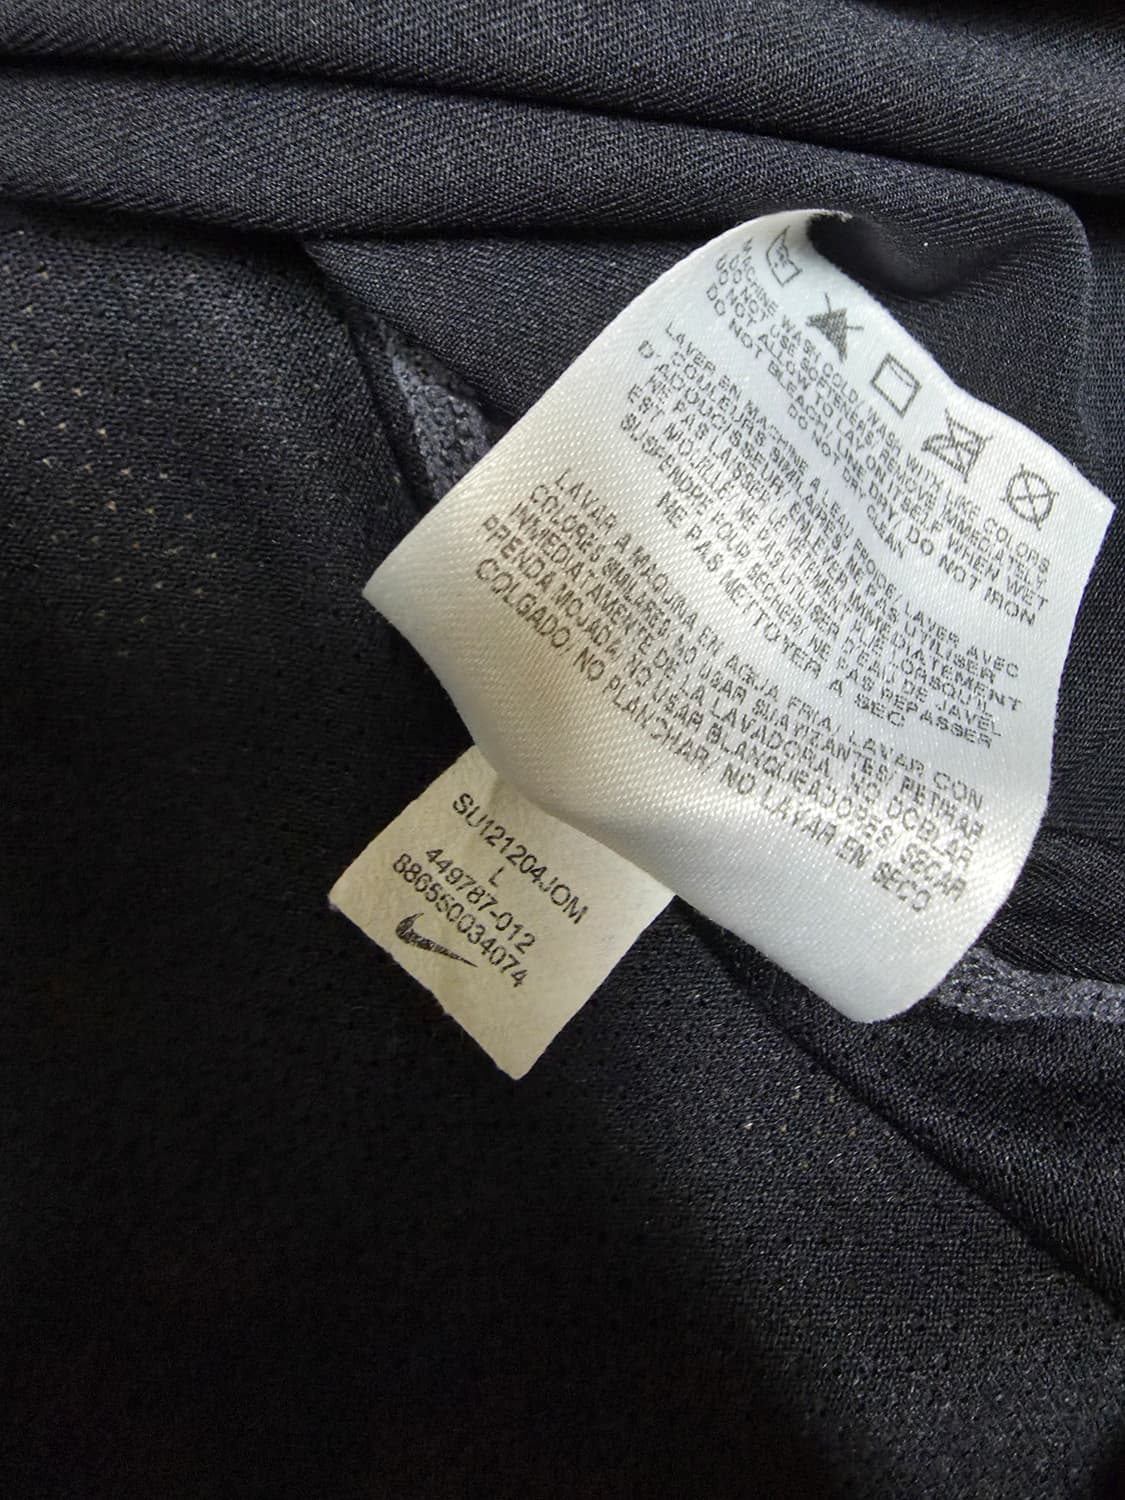 MACHINE WASH COLD/ WASH WITH LIKE COLORS
DO NOT USE SOFTENERS/ REMOVE IMMEDIATELY
DO NOT ALLOW TO LAY ON ITSELF WHEN WET
DO NOT BLEACH/ LINE DRY/ DO NOT IRON
DO NOT DRY CLEAN
LAVER EN MACHINE A L'EAU FROIDE/ LAVER AVEC
D' COULEURS SIMILAIRES/ NE PAS UTILISER
ADOUCISSEUR/ ENLEVER IMMEDIATEMENT
NE PAS LAISSER LE VETEMENT
EST MOUILLE/ NE PAS UTILISER D'EAU DE JAVEL
SUSPENDRE POUR SECHER/ NE PAS REPASSER
NE PAS METTOYER A SEC
LAVAR A MAQUINA EN AGUA FRIA/ LAVAR CON
COLORES SIMILARES/ NO USAR SUAVIZANTES/ RETIRAR
INMEDIATAMENTE DE LA LAVADORA/ NO DOBLAR
PRENDA MOJADA/ NO USAR BLANQUEADORES SECAR
COLGADO/ NO PLANCHAR/ NO LAVAR EN SECO
SU121204JOM
L
449787-012
886550034074